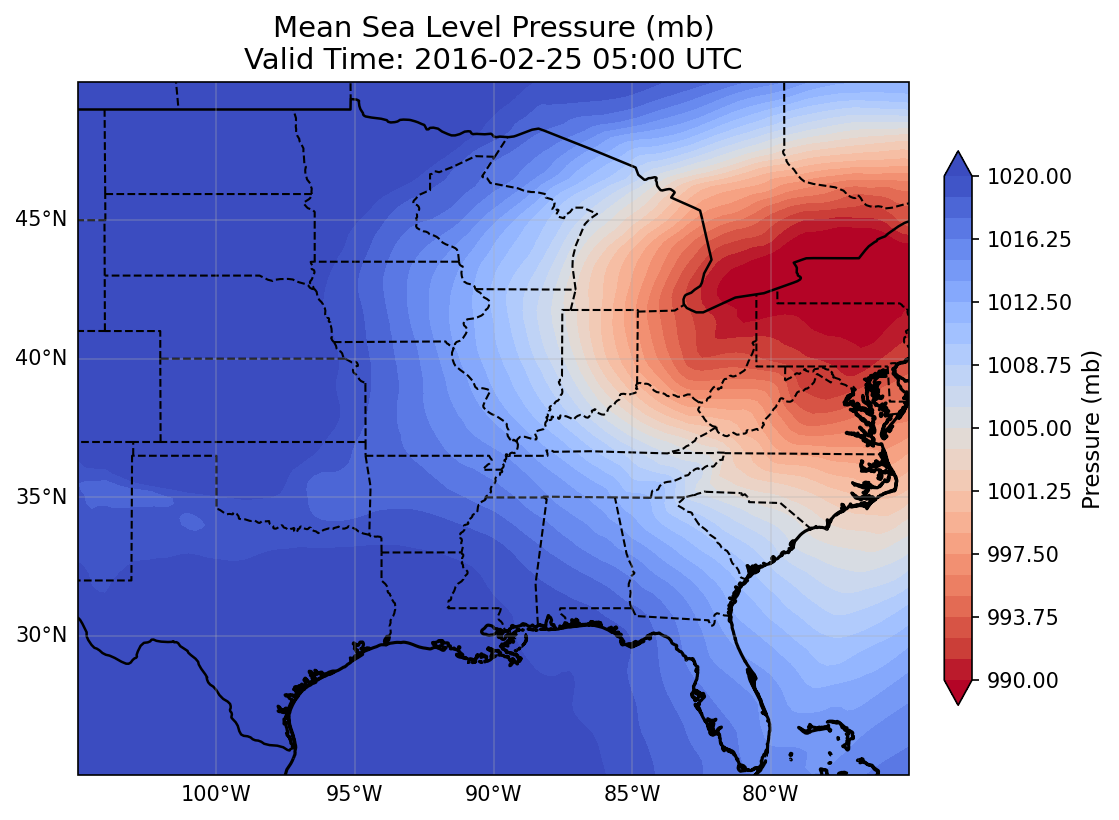 Mean Sea Level Pressure (mb)
Valid Time: 2016-02-25 05:00 UTC
45°N
40°N
35°N
30°N
100°W
95°W
90°W
85°W
80°W
1020.00
1016.25
1012.50
1008.75
1005.00
1001.25
997.50
993.75
990.00
Pressure (mb)